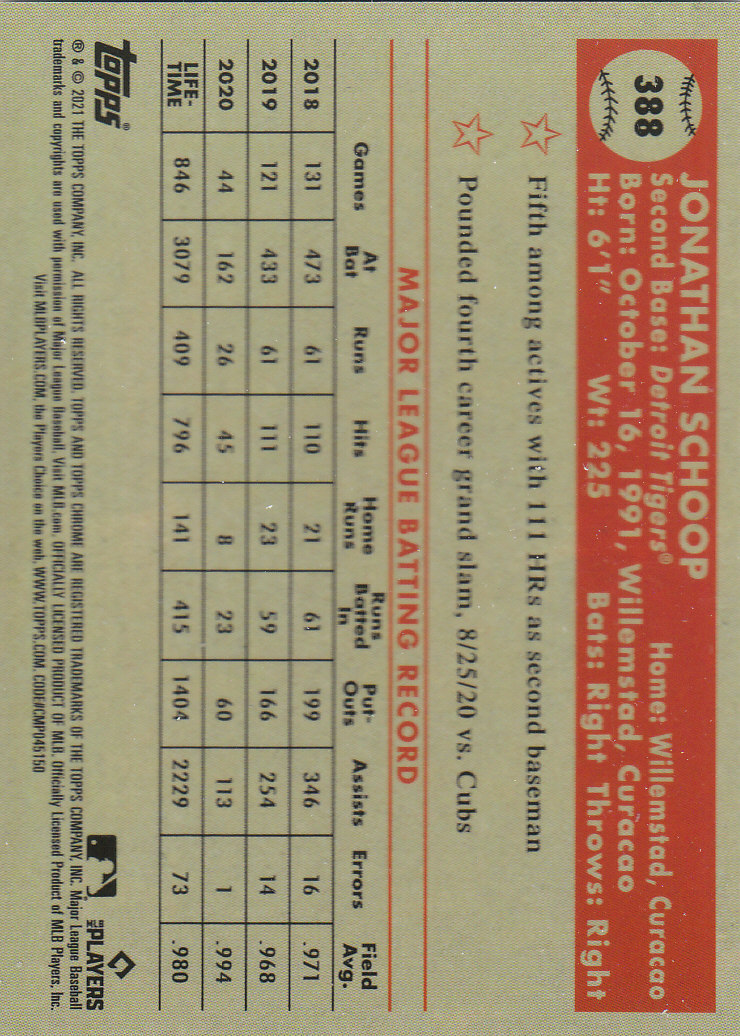 388
JONATHAN SCHOOP
Second Base: Detroit Tigers® Home: Willemstad, Curacao
Born: October 16, 1991, Willemstad, Curacao
Ht: 6'1" Wt: 225 Bats: Right Throws: Right
Fifth among actives with 111 HRs as second baseman
Pounded fourth career grand slam, 8/25/20 vs. Cubs
MAJOR LEAGUE BATTING RECORD
Games At Bat Runs Hits Home Runs Runs Batted In Put-Outs Assists Errors Field Avg.
2018 131 473 61 110 21 61 199 346 16 .971
2019 121 433 61 111 23 59 166 254 14 .968
2020 44 162 26 45 8 23 60 113 1 .994
LIFE-TIME 846 3079 409 796 141 415 1404 2229 73 .980
topps®
MLB PLAYERS
® & © 2021 THE TOPPS COMPANY, INC. ALL RIGHTS RESERVED. TOPPS AND TOPPS CHROME ARE REGISTERED TRADEMARKS OF THE TOPPS COMPANY, INC. Major League Baseball
trademarks and copyrights are used with permission of Major League Baseball. Visit MLB.com. OFFICIALLY LICENSED PRODUCT OF MLB. Officially Licensed Product of MLB Players, Inc.
Visit MLBPLAYERS.COM, the Players Choice on the web. WWW.TOPPS.COM. CODE#CMP045150